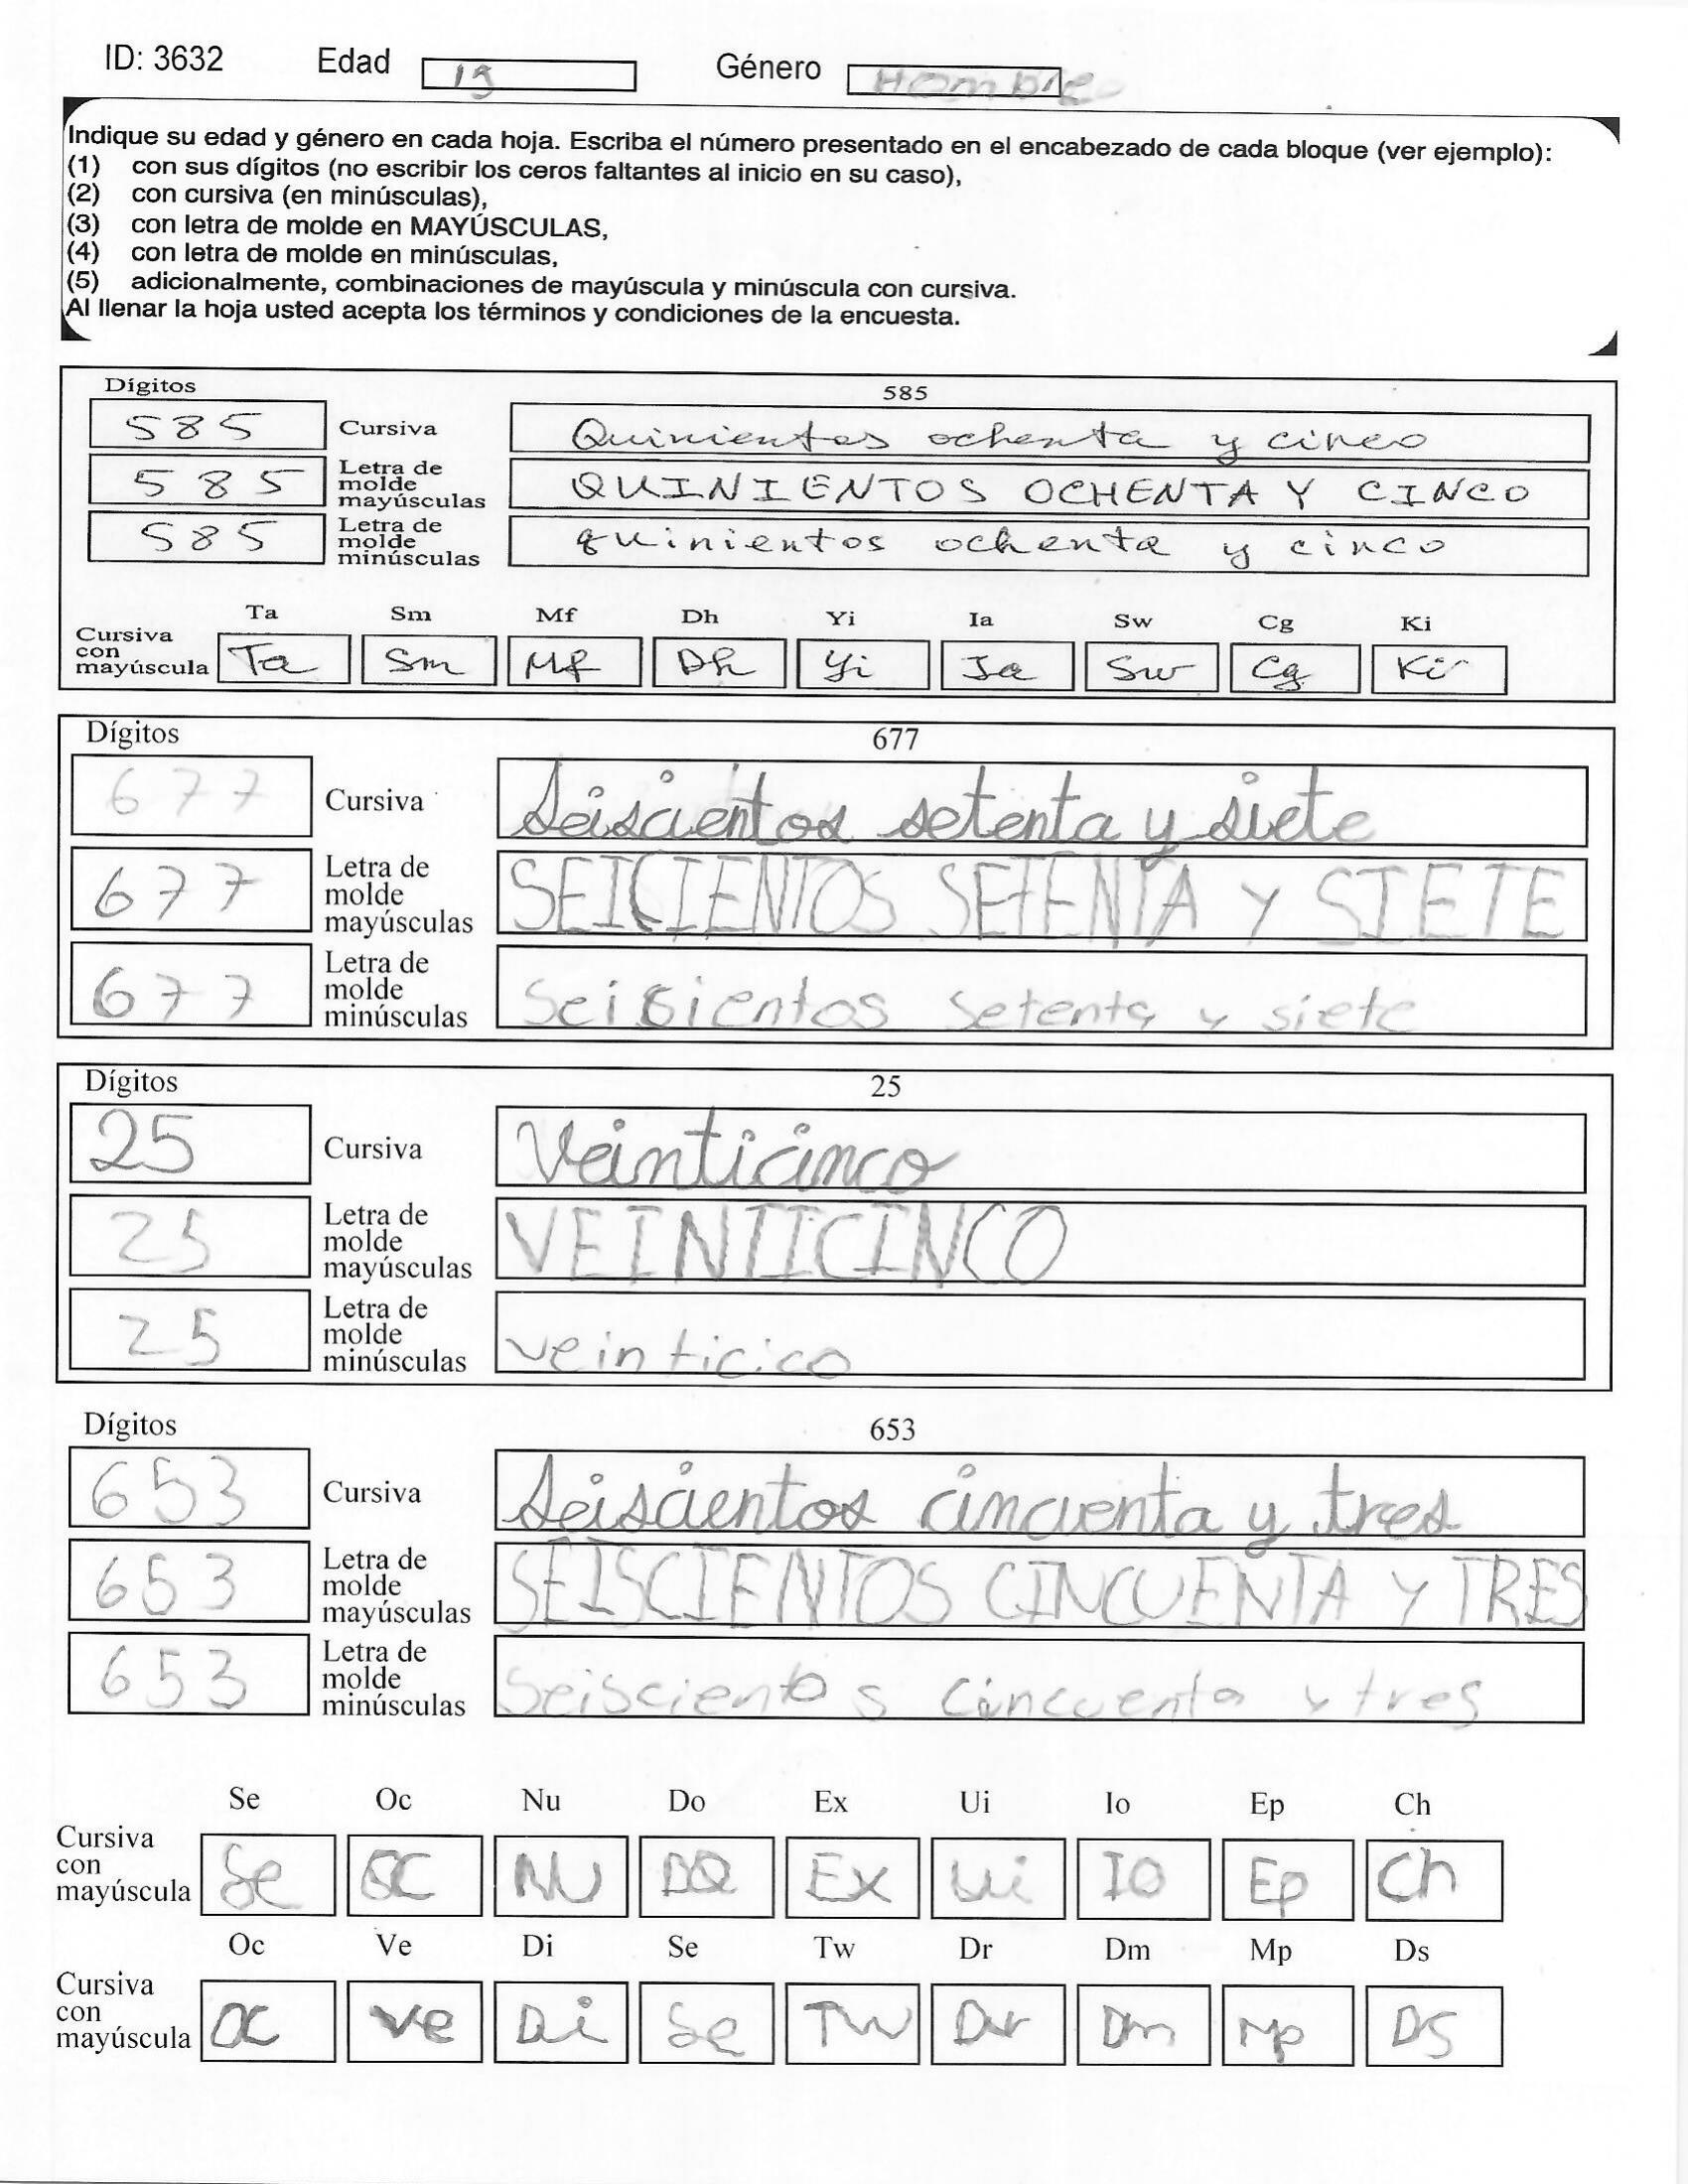 ID: 3632 Edad 19 Género Hombre
Indique su edad y género en cada hoja. Escriba el número presentado en el encabezado de cada bloque (ver ejemplo):
(1) con sus dígitos (no escribir los ceros faltantes al inicio en su caso),
(2) con cursiva (en minúsculas),
(3) con letra de molde en MAYÚSCULAS,
(4) con letra de molde en minúsculas,
(5) adicionalmente, combinaciones de mayúscula y minúscula con cursiva.
Al llenar la hoja usted acepta los términos y condiciones de la encuesta.
Dígitos 585
585 Cursiva Quinientos ochenta y cinco
585 Letra de molde mayúsculas QUINIENTOS OCHENTA Y CINCO
585 Letra de molde minúsculas quinientos ochenta y cinco
Ta Sm Mf Dh Yi Ia Sw Cg Ki
Cursiva con mayúscula Ta Sm Mf Dh Yi Ia Sw Cg Ki
Dígitos 677
677 Cursiva Seiscientos setenta y siete
677 Letra de molde mayúsculas SEICIENTOS SETENTA Y SIETE
677 Letra de molde minúsculas seisientos setenta y siete
Dígitos 25
25 Cursiva Veinticinco
25 Letra de molde mayúsculas VEINTICINCO
25 Letra de molde minúsculas veinticico
Dígitos 653
653 Cursiva Seiscientos cincuenta y tres
653 Letra de molde mayúsculas SEISCIENTOS CINCUENTA Y TRES
653 Letra de molde minúsculas seiscientos cincuenta y tres
Se Oc Nu Do Ex Ui Io Ep Ch
Cursiva con mayúscula Se OC NU DO Ex Ui IO Ep Ch
Oc Ve Di Se Tw Dr Dm Mp Ds
Cursiva con mayúscula OC ve Di Se Tw Dr Dm Mp DS